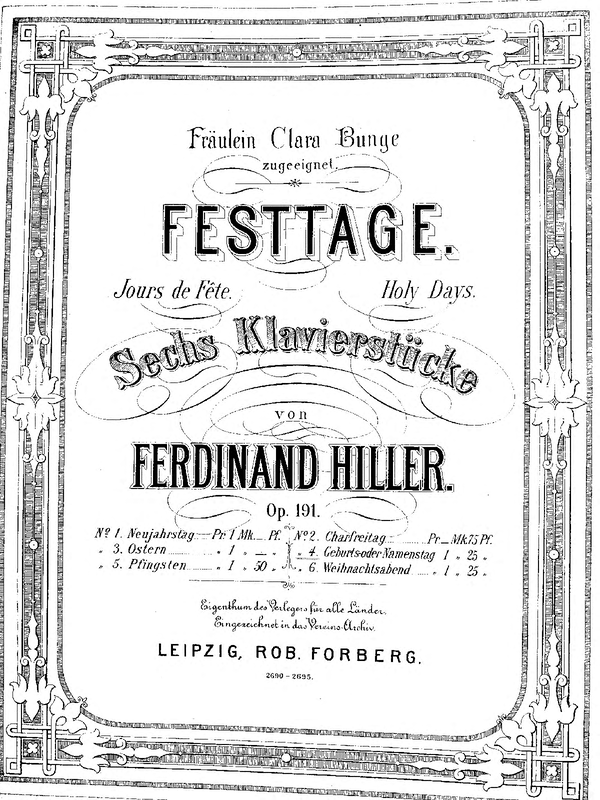 Fräulein Clara Bunge
zugeeignet.
FESTTAGE.
Jours de Fête. Holy Days.
Sechs Klavierstücke
von
FERDINAND HILLER.
Op. 191.
No 1. Neujahrstag Pr. 1 Mk. — Pf. No 2. Charfreitag Pr. — Mk. 75 Pf.
„ 3. Ostern „ 1 „ — „ „ 4. Geburts-oder Namenstag 1 „ 25 „
„ 5. Pfingsten „ 1 „ 50 „ „ 6. Weihnachtsabend „ 1 „ 25 „
Eigenthum des Verlegers für alle Länder.
Eingezeichnet in das Vereins-Archiv.
LEIPZIG, ROB. FORBERG.
2690 - 2695.